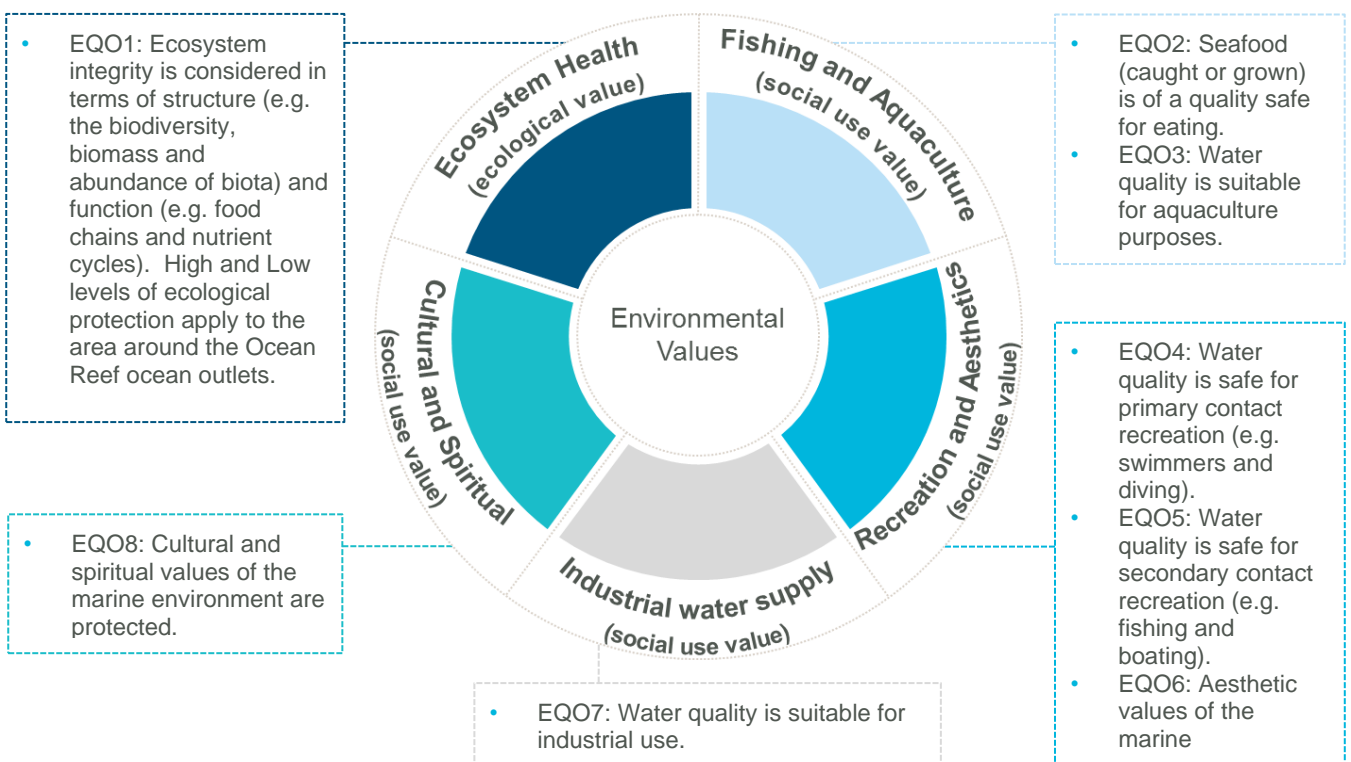 • EQO1: Ecosystem
integrity is considered in
terms of structure (e.g.
the biodiversity,
biomass and
abundance of biota) and
function (e.g. food
chains and nutrient
cycles).  High and Low
levels of ecological
protection apply to the
area around the Ocean
Reef ocean outlets.
Ecosystem Health
(ecological value)
Fishing and Aquaculture
(social use value)
• EQO2: Seafood
(caught or grown)
is of a quality safe
for eating.
• EQO3: Water
quality is suitable
for aquaculture
purposes.
Environmental
Values
Cultural and Spiritual
(social use value)
Recreation and Aesthetics
(social use value)
• EQO4: Water
quality is safe for
primary contact
recreation (e.g.
swimmers and
diving).
• EQO5: Water
quality is safe for
secondary contact
recreation (e.g.
fishing and
boating).
• EQO6: Aesthetic
values of the
marine
• EQO8: Cultural and
spiritual values of the
marine environment are
protected.
Industrial water supply
(social use value)
• EQO7: Water quality is suitable for
industrial use.